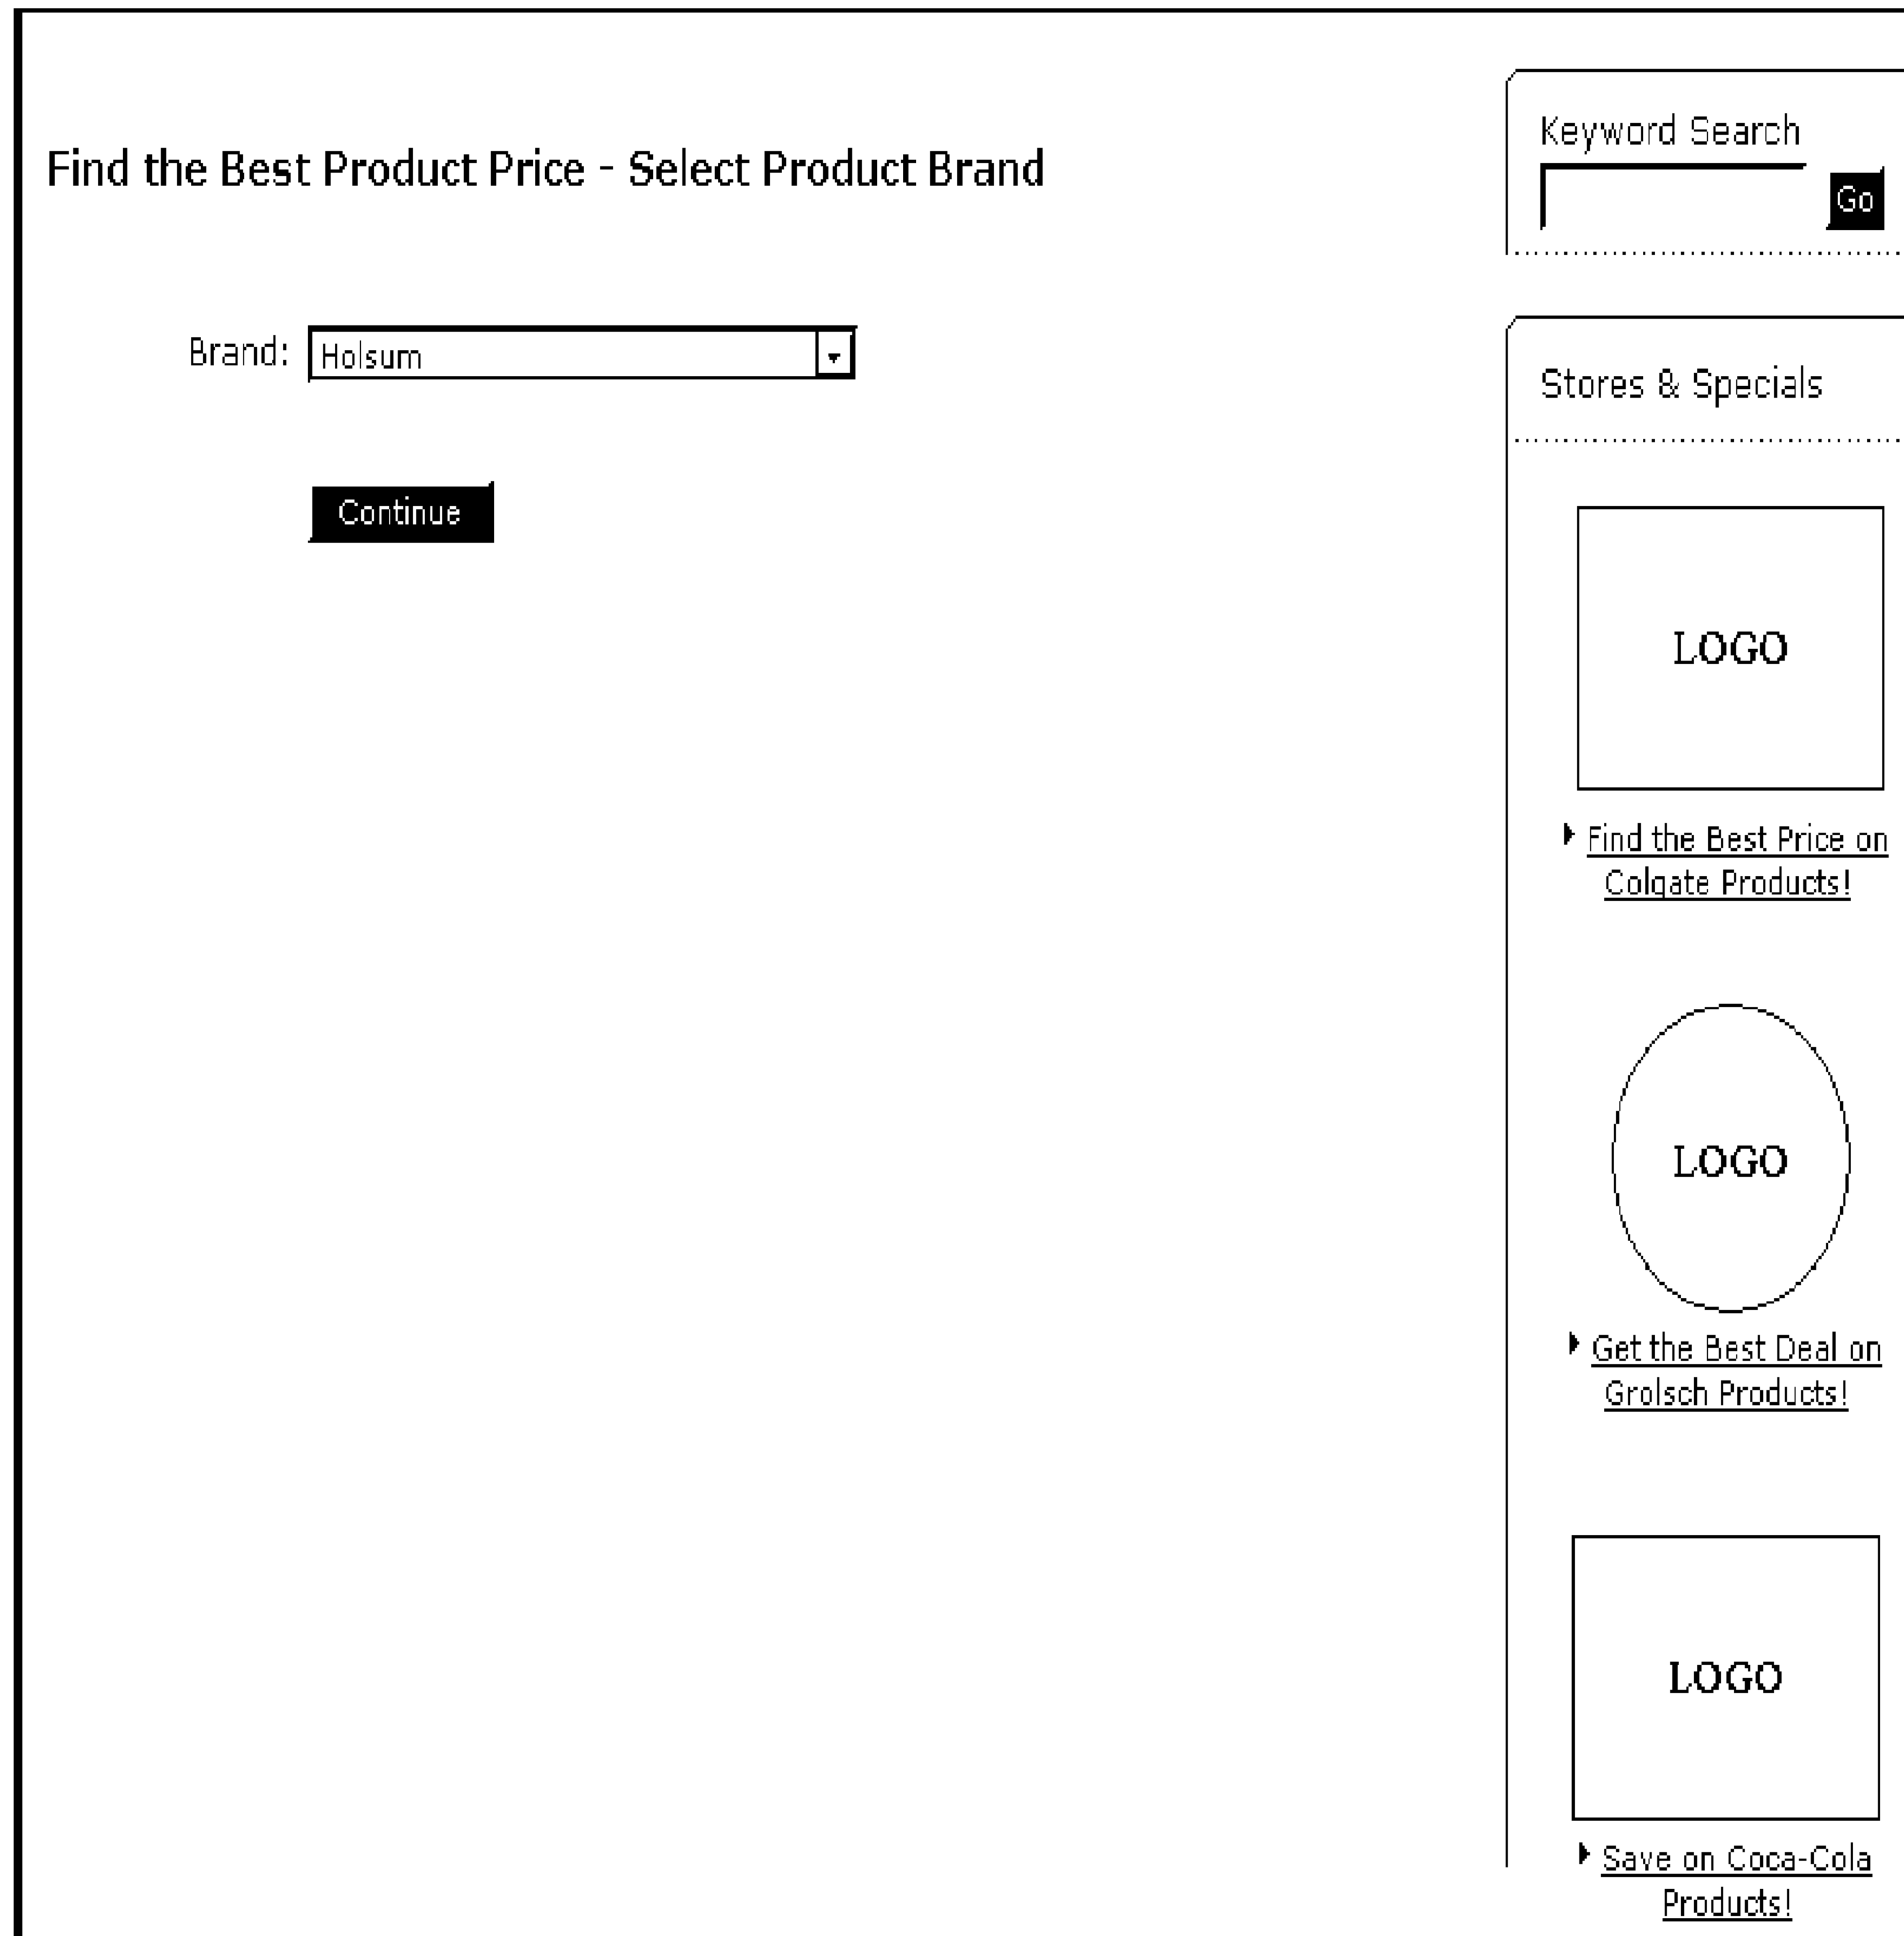 Find the Best Product Price - Select Product Brand
Brand: Holsum
Continue
Keyword Search
Go
Stores & Specials
LOGO
Find the Best Price on
Colgate Products!
LOGO
Get the Best Deal on
Grolsch Products!
LOGO
Save on Coca-Cola
Products!